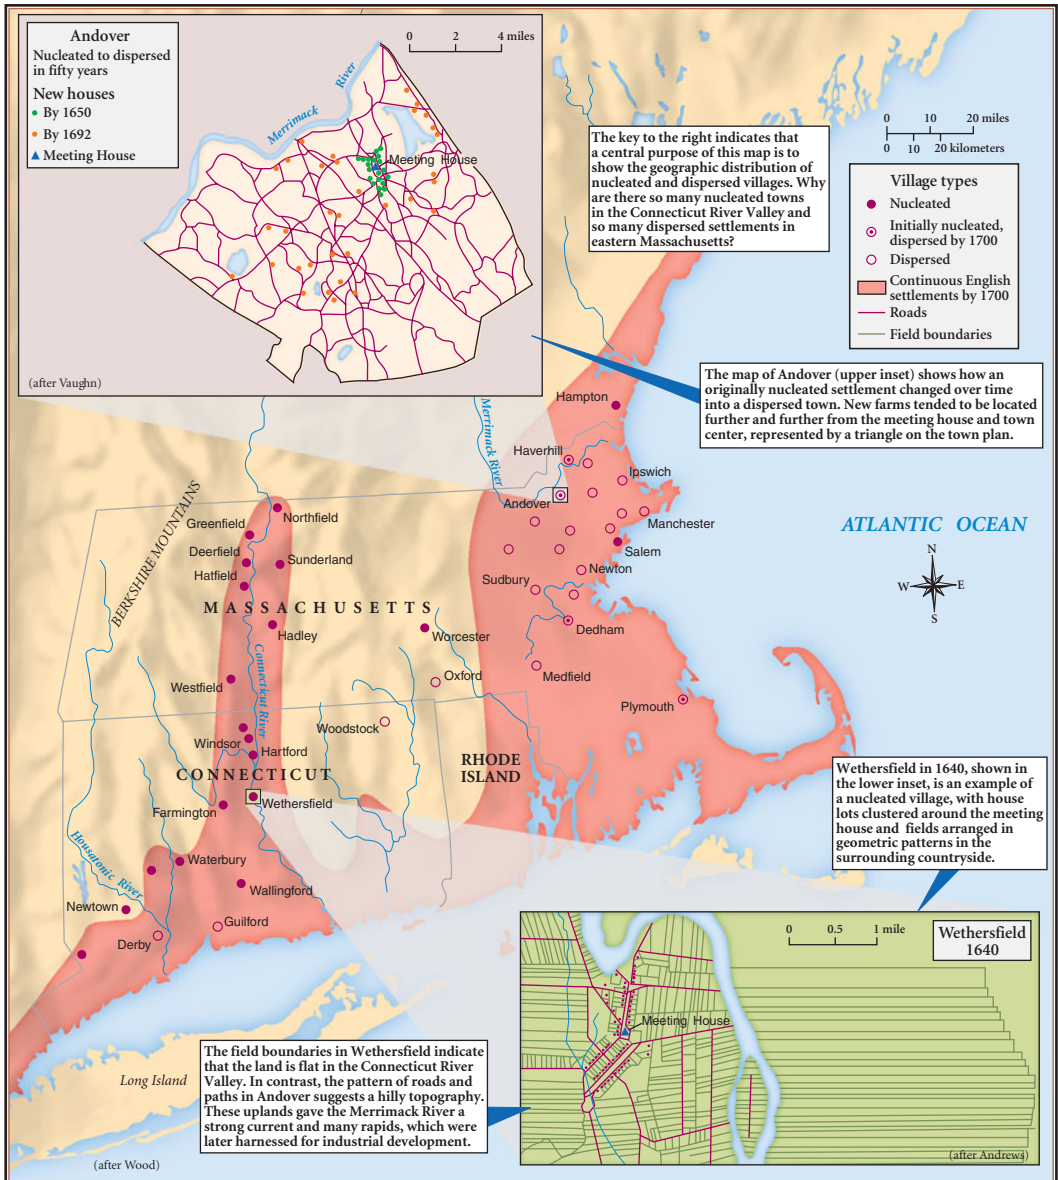 Andover
Nucleated to dispersed
in fifty years
New houses
By 1650
By 1692
Meeting House
0 2 4 miles
Merrimack River
Meeting House
(after Vaughn)
The key to the right indicates that
a central purpose of this map is to
show the geographic distribution of
nucleated and dispersed villages. Why
are there so many nucleated towns
in the Connecticut River Valley and
so many dispersed settlements in
eastern Massachusetts?
0 10 20 miles
0 10 20 kilometers
Village types
Nucleated
Initially nucleated,
dispersed by 1700
Dispersed
Continuous English
settlements by 1700
Roads
Field boundaries
The map of Andover (upper inset) shows how an
originally nucleated settlement changed over time
into a dispersed town. New farms tended to be located
further and further from the meeting house and town
center, represented by a triangle on the town plan.
Hampton
Merrimack River
Haverhill
Ipswich
Andover
Manchester
Salem
Newton
Sudbury
Dedham
Medfield
Plymouth
ATLANTIC OCEAN
N
W E
S
BERKSHIRE MOUNTAINS
Northfield
Greenfield
Deerfield
Sunderland
Hatfield
MASSACHUSETTS
Hadley
Worcester
Connecticut River
Oxford
Westfield
Woodstock
Windsor
Hartford
RHODE
ISLAND
CONNECTICUT
Wethersfield
Farmington
Housatonic River
Waterbury
Wallingford
Newtown
Guilford
Derby
Long Island
(after Wood)
Wethersfield in 1640, shown in
the lower inset, is an example of
a nucleated village, with house
lots clustered around the meeting
house and fields arranged in
geometric patterns in the
surrounding countryside.
0 0.5 1 mile
Wethersfield
1640
Meeting House
(after Andrews)
The field boundaries in Wethersfield indicate
that the land is flat in the Connecticut River
Valley. In contrast, the pattern of roads and
paths in Andover suggests a hilly topography.
These uplands gave the Merrimack River a
strong current and many rapids, which were
later harnessed for industrial development.